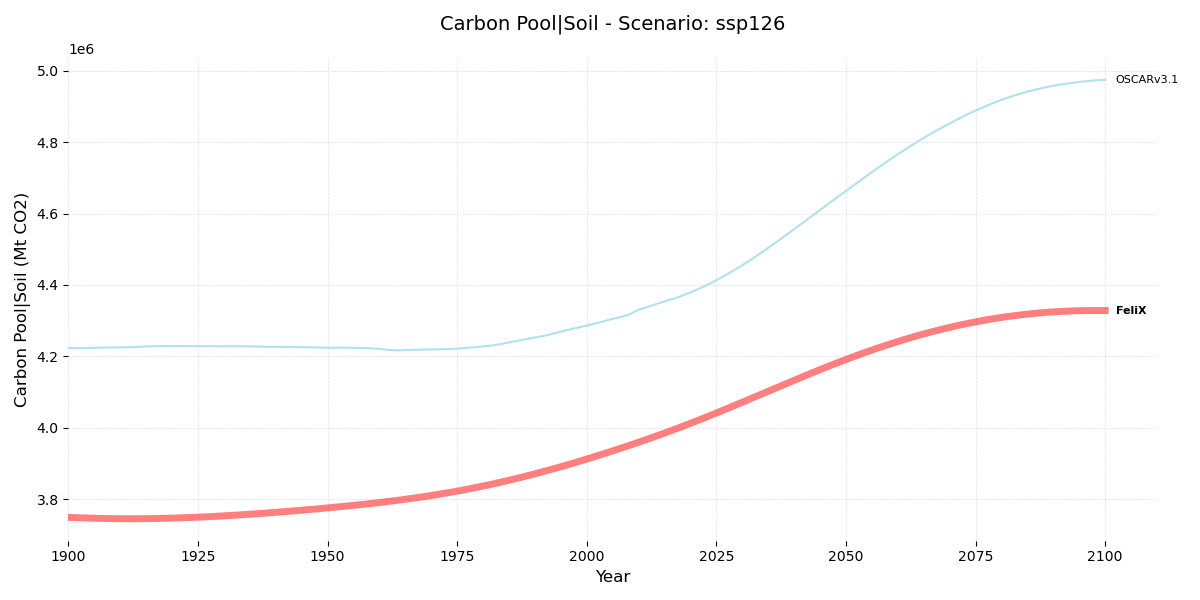 Carbon Pool|Soil - Scenario: ssp126
1e6
5.0
4.8
4.6
4.4
4.2
4.0
3.8
Carbon Pool|Soil (Mt CO2)
OSCARv3.1
FeliX
1900 1925 1950 1975 2000 2025 2050 2075 2100
Year